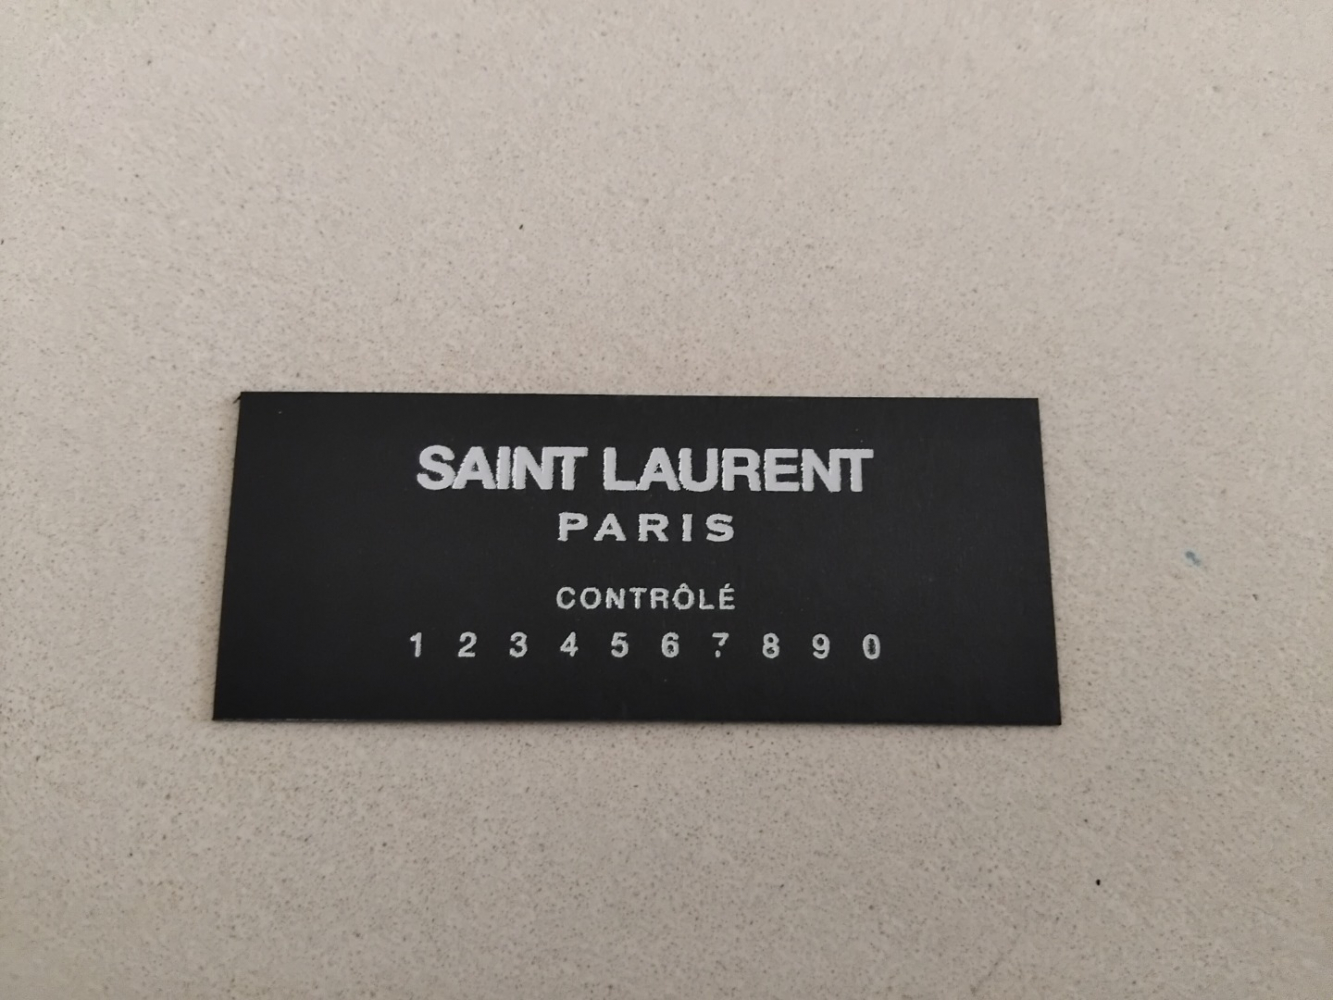 SAINT LAURENT
PARIS
CONTRÔLÉ
1 2 3 4 5 6 7 8 9 0